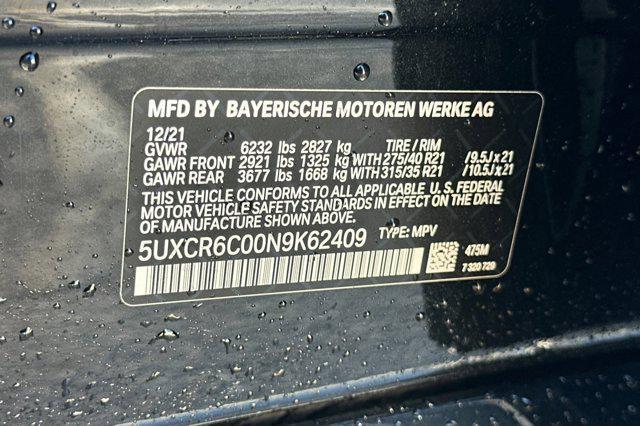 MFD BY BAYERISCHE MOTOREN WERKE AG
12/21
GVWR 6232 lbs 2827 kg TIRE / RIM
GAWR FRONT 2921 lbs 1325 kg WITH 275/40 R21 /9.5J x 21
GAWR REAR 3677 lbs 1668 kg WITH 315/35 R21 /10.5J x 21
THIS VEHICLE CONFORMS TO ALL APPLICABLE U.S. FEDERAL
MOTOR VEHICLE SAFETY STANDARDS IN EFFECT ON THE DATE
OF MANUFACTURE SHOWN ABOVE.
5UXCR6C00N9K62409 TYPE: MPV
475M
7 320 729